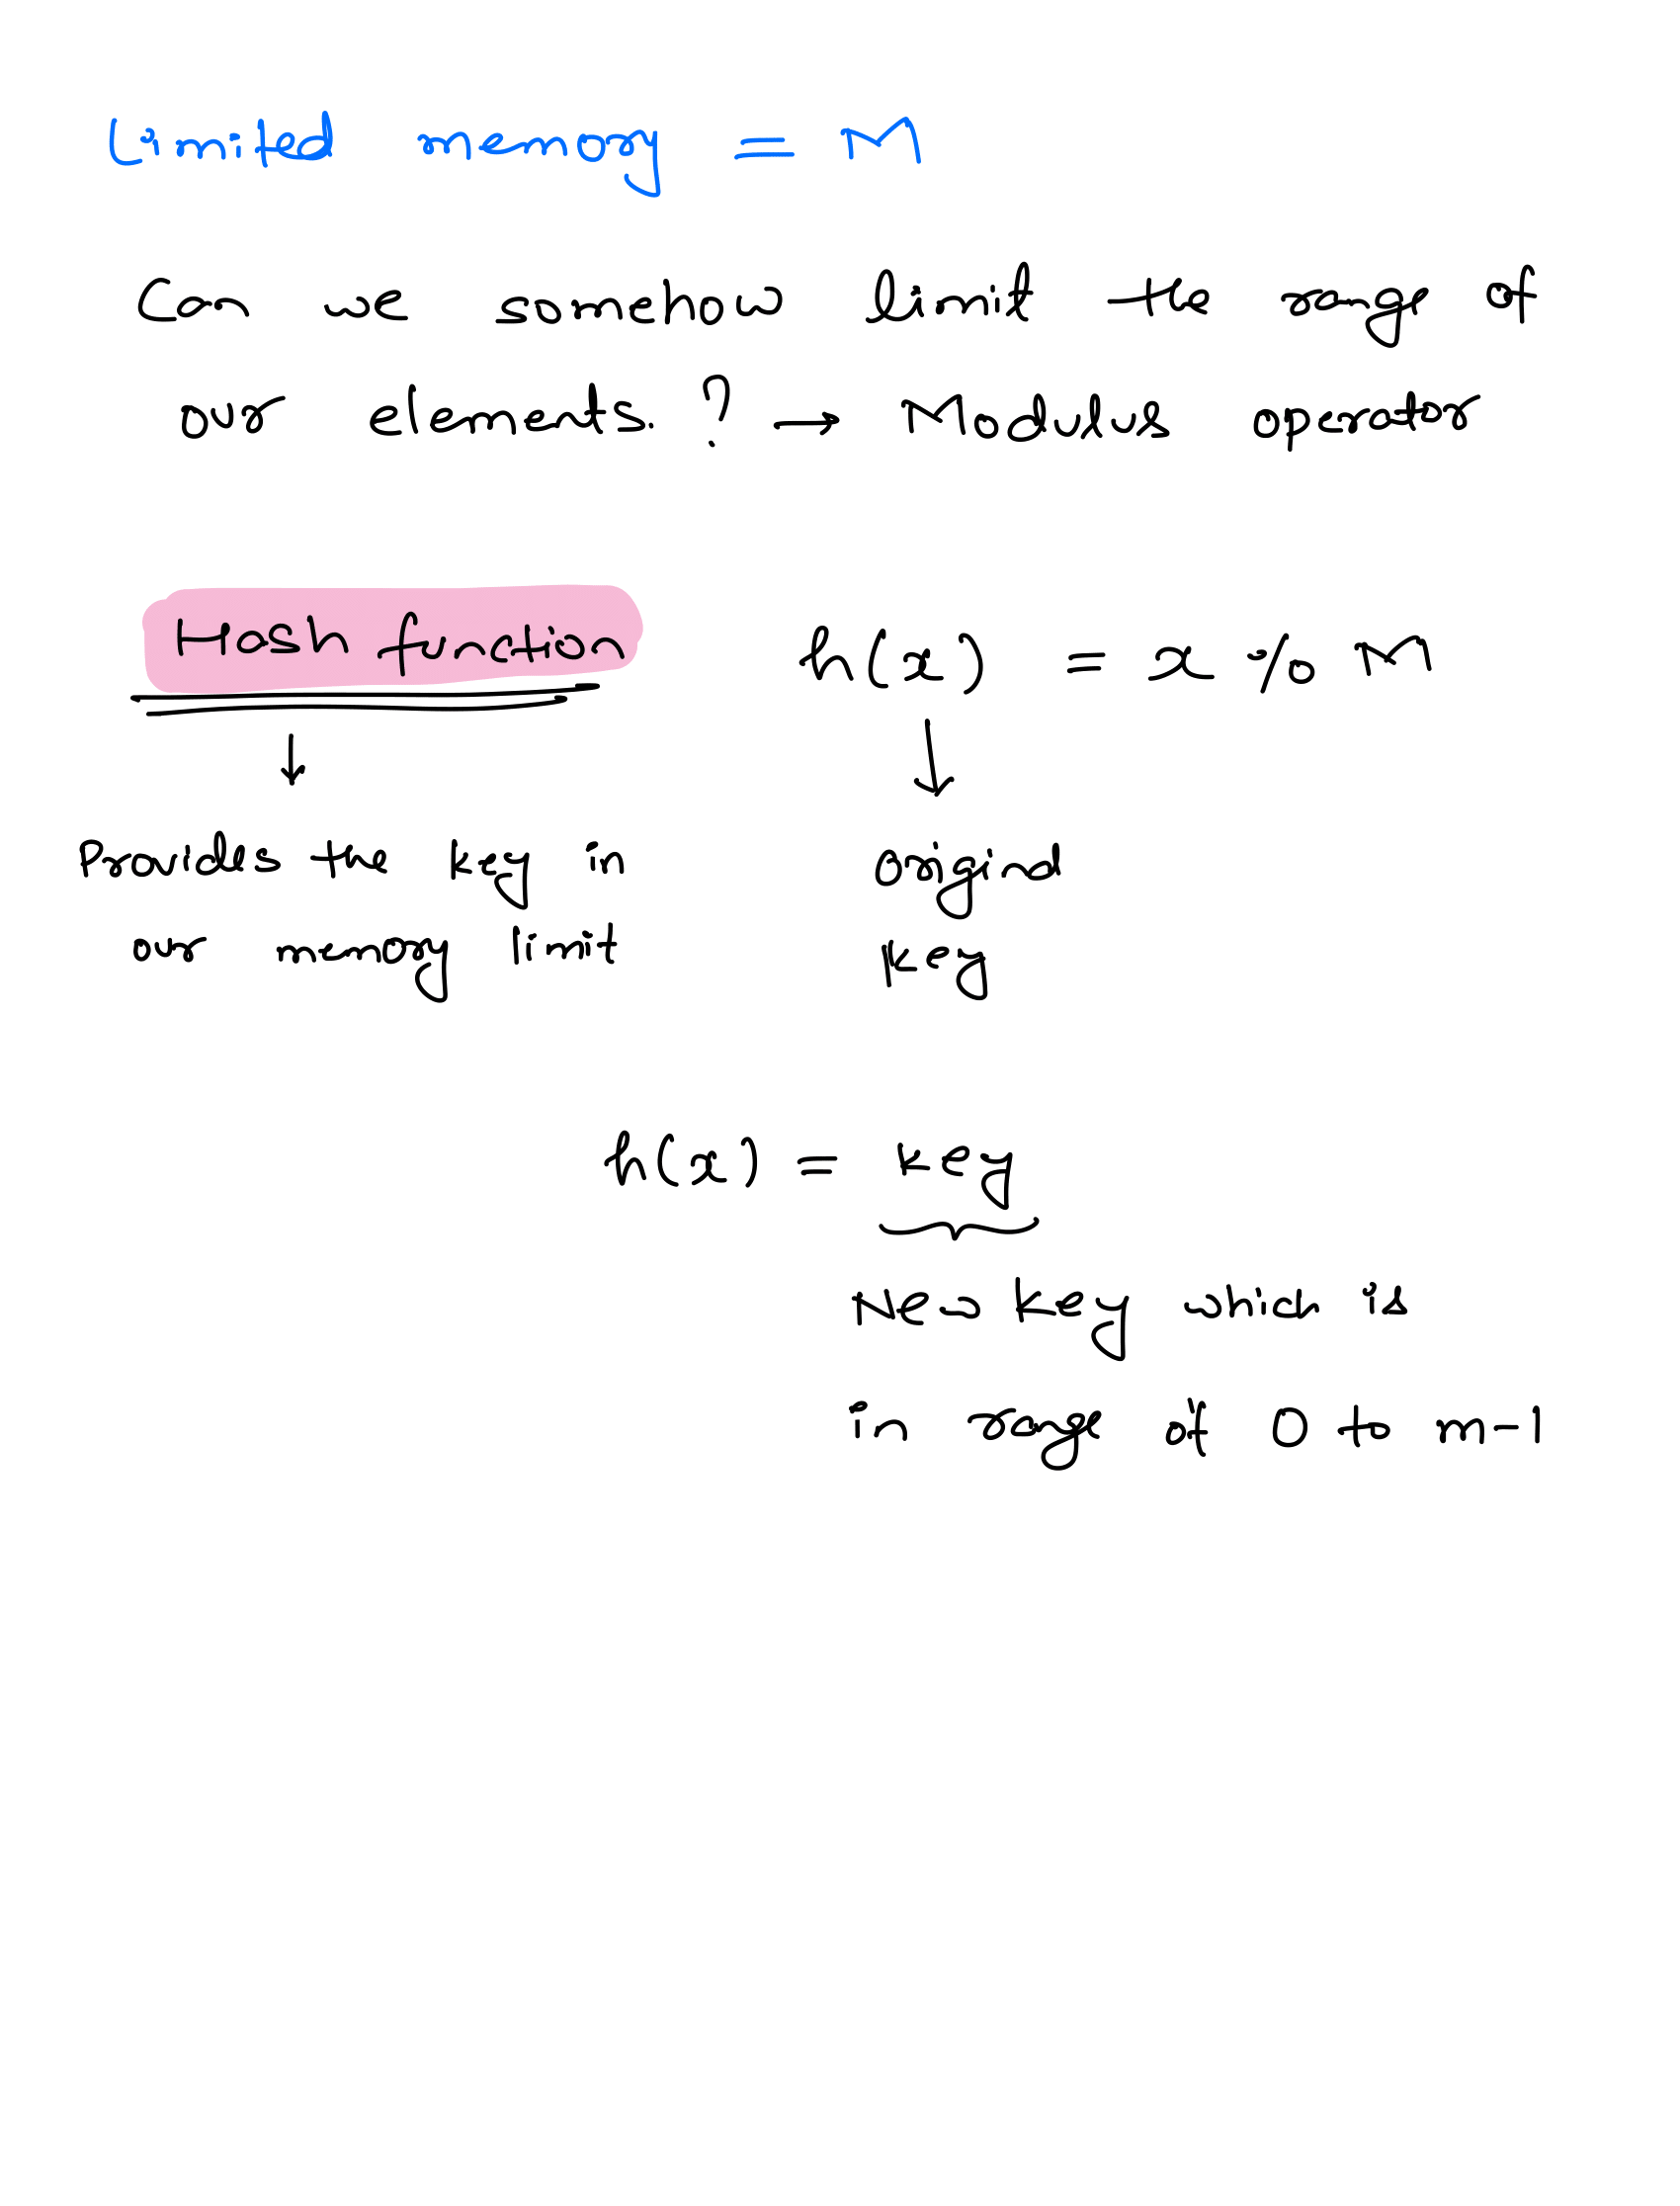 Limited memory = M
Can we somehow limit the range of
our elements. ? → Modulus operator
Hash function
h(x) = x % M
↓
↓
Provides the key in
our memory limit
original
key
h(x) = key
New key which is
in range of 0 to m-1